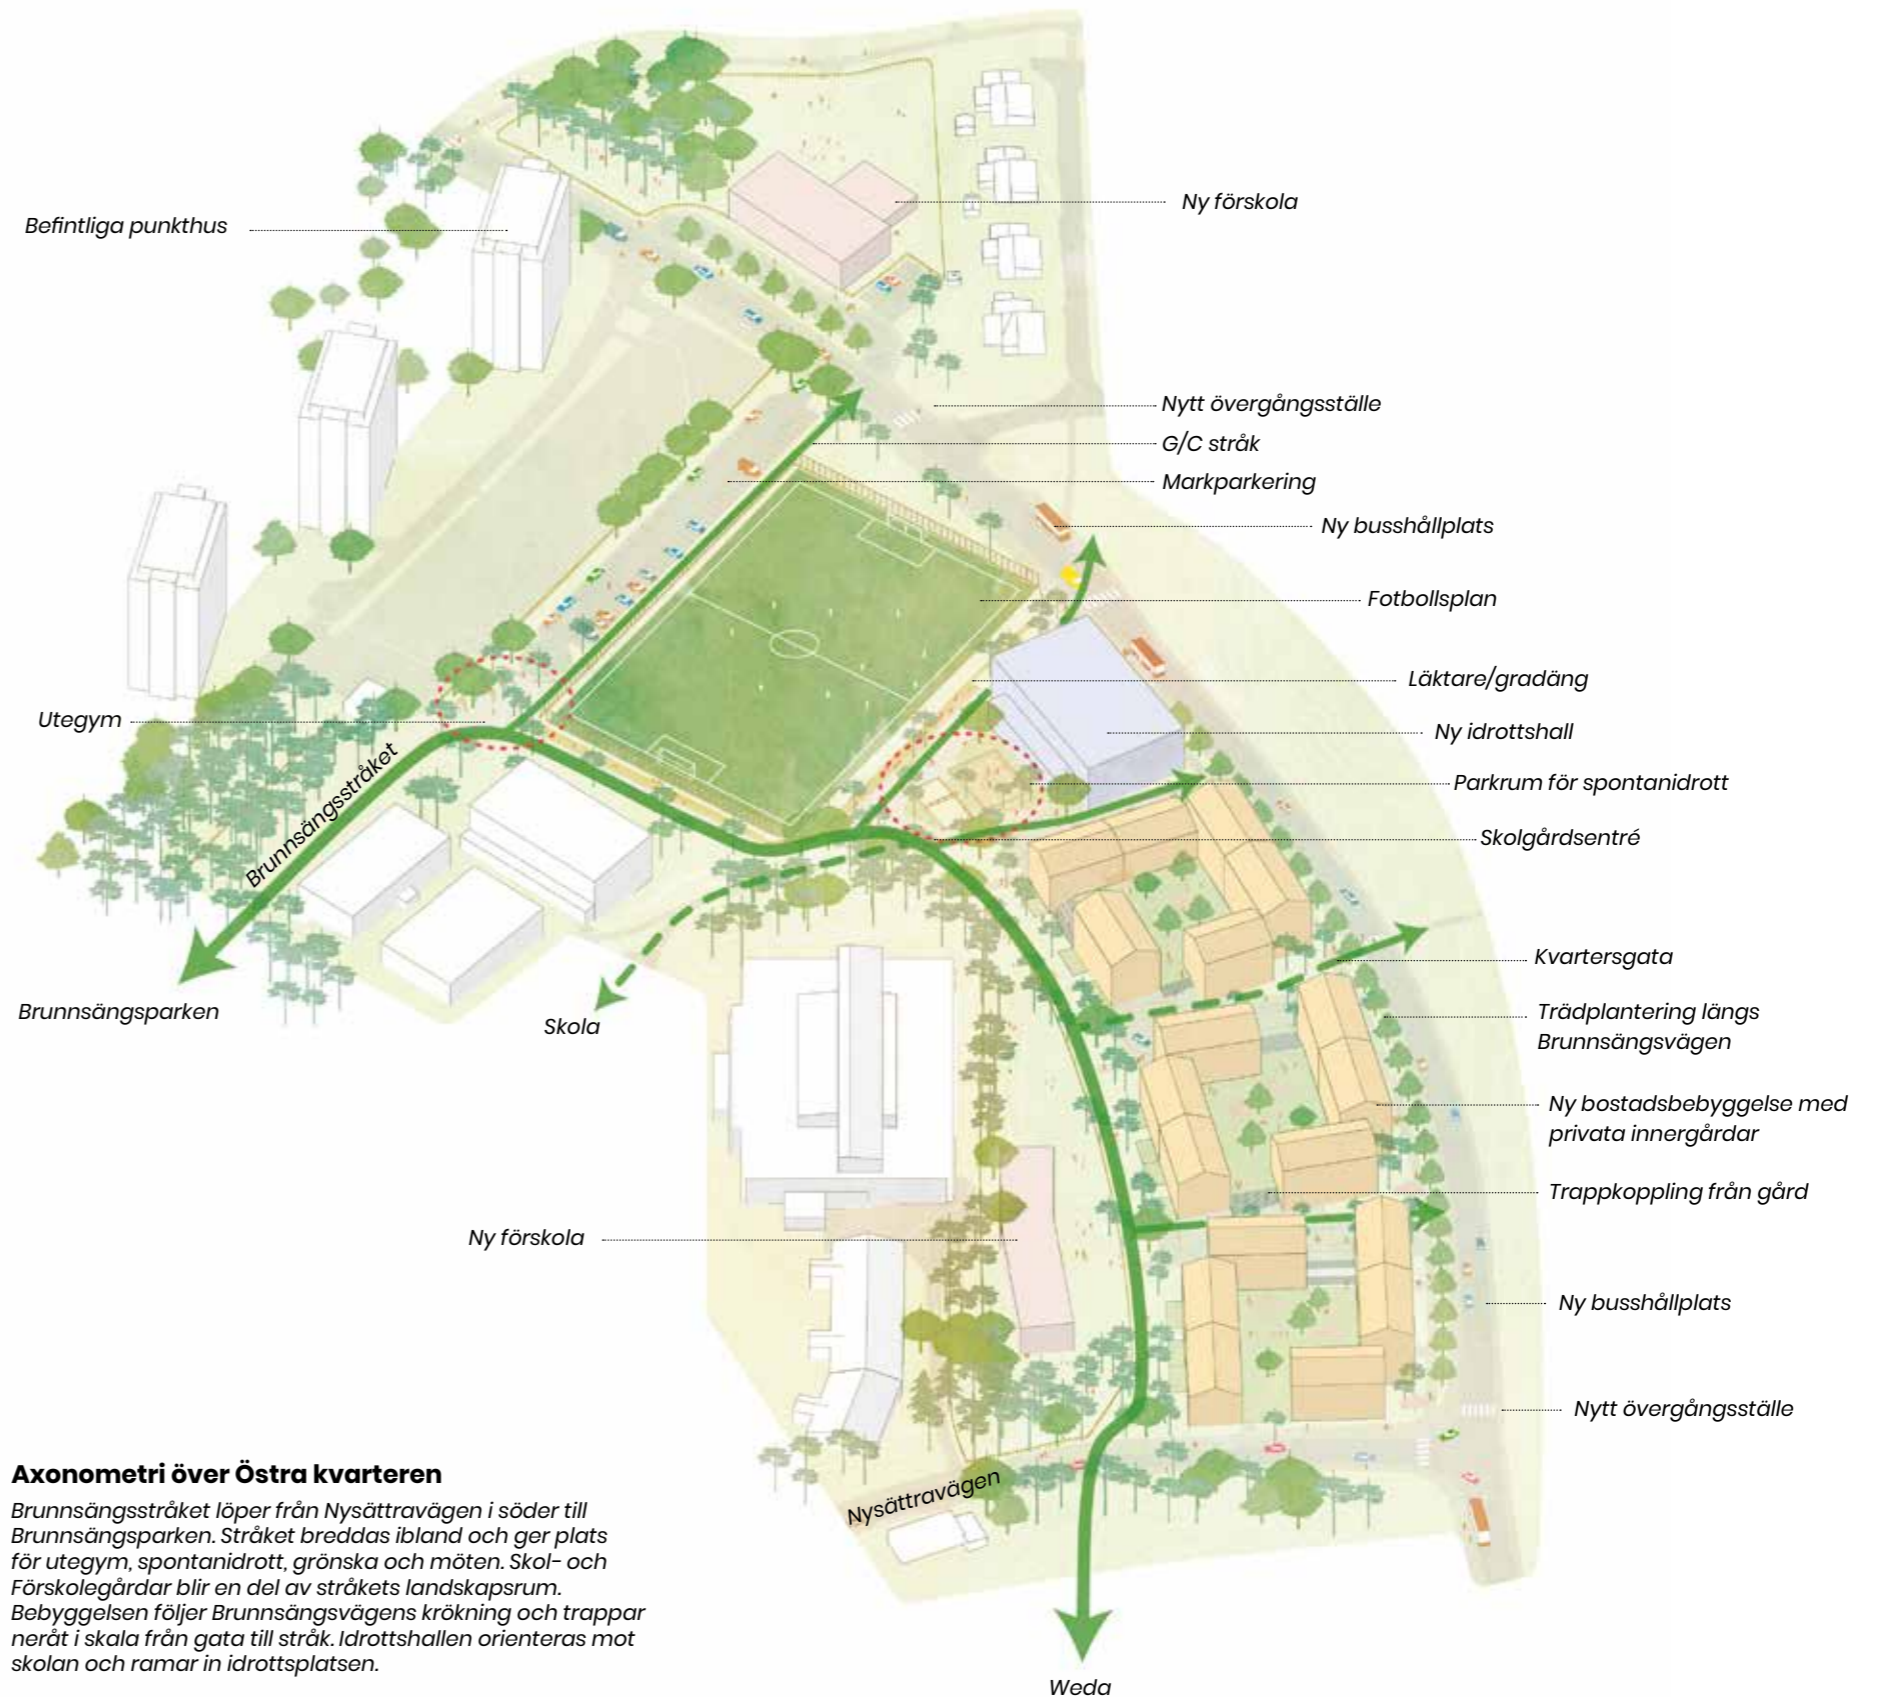 Befintliga punkthus
Ny förskola
Nytt övergångsställe
G/C stråk
Markparkering
Ny busshållplats
Fotbollsplan
Läktare/gradäng
Utegym
Ny idrottshall
Brunnsängsstråket
Parkrum för spontanidrott
Skolgårdsentré
Kvartersgata
Brunnsängsparken
Skola
Trädplantering längs
Brunnsängsvägen
Ny bostadsbebyggelse med
privata innergårdar
Trappkoppling från gård
Ny förskola
Ny busshållplats
Nytt övergångsställe
Nysättravägen
Axonometri över Östra kvarteren
Brunnsängsstråket löper från Nysättravägen i söder till
Brunnsängsparken. Stråket breddas ibland och ger plats
för utegym, spontanidrott, grönska och möten. Skol- och
Förskolegårdar blir en del av stråkets landskapsrum.
Bebyggelsen följer Brunnsängsvägens krökning och trappar
neråt i skala från gata till stråk. Idrottshallen orienteras mot
skolan och ramar in idrottsplatsen.
Weda